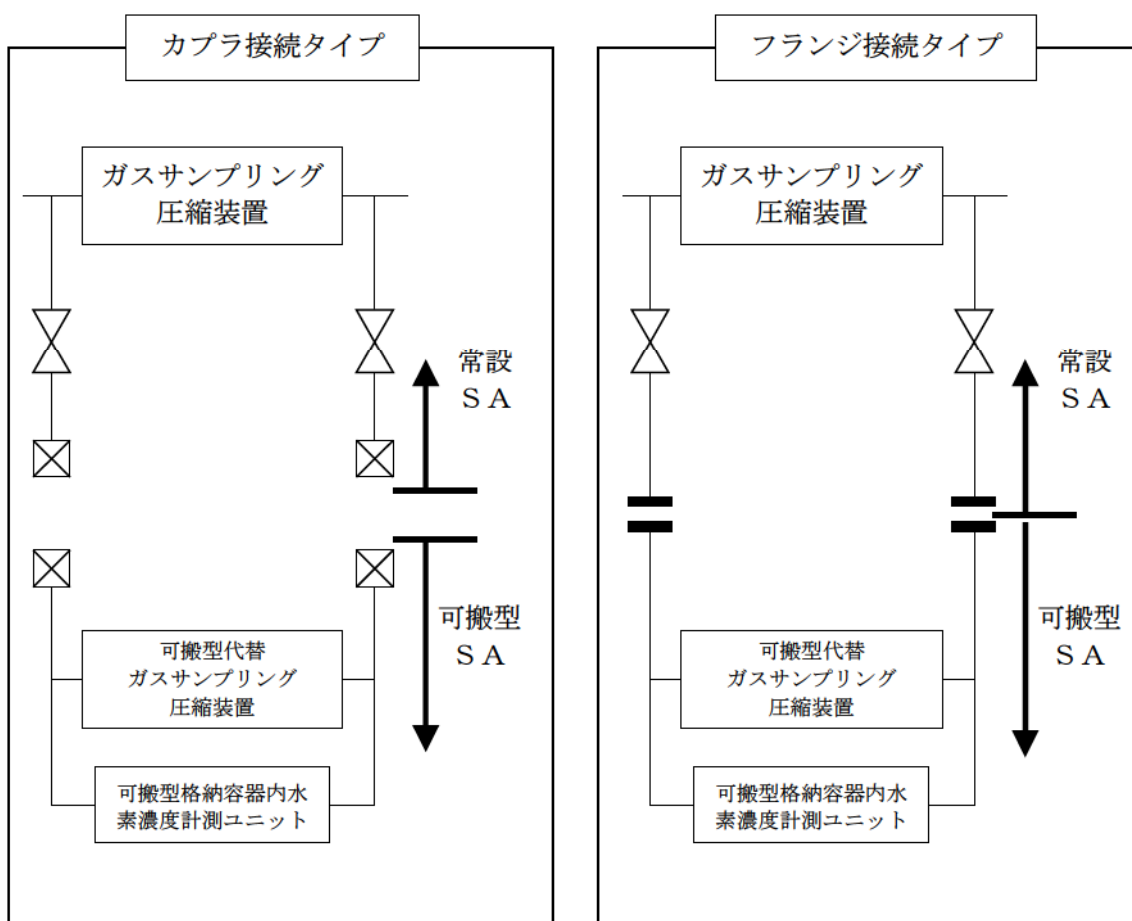 カプラ接続タイプ
ガスサンプリング
圧縮装置
常設
ＳＡ
可搬型
ＳＡ
可搬型代替
ガスサンプリング
圧縮装置
可搬型格納容器内水
素濃度計測ユニット
フランジ接続タイプ
ガスサンプリング
圧縮装置
常設
ＳＡ
可搬型
ＳＡ
可搬型代替
ガスサンプリング
圧縮装置
可搬型格納容器内水
素濃度計測ユニット